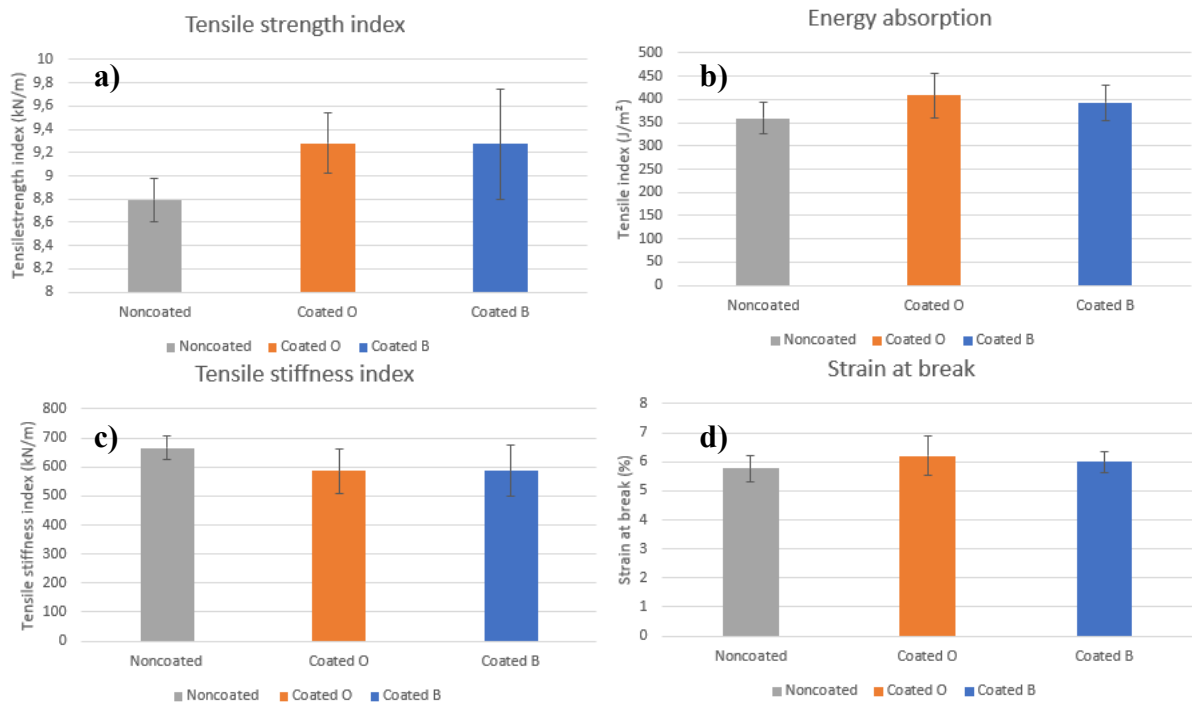 Tensile strength index
a)
Tensilestrength index (kN/m)
10
9,8
9,6
9,4
9,2
9
8,8
8,6
8,4
8,2
8
Noncoated Coated O Coated B
Noncoated Coated O Coated B
Energy absorption
b)
Tensile index (J/m²)
500
450
400
350
300
250
200
150
100
50
0
Noncoated Coated O Coated B
Noncoated Coated O Coated B
Tensile stiffness index
c)
Tensile stiffness index (kN/m)
800
700
600
500
400
300
200
100
0
Noncoated Coated O Coated B
Noncoated Coated O Coated B
Strain at break
d)
Strain at break (%)
8
7
6
5
4
3
2
1
0
Noncoated Coated O Coated B
Noncoated Coated O Coated B